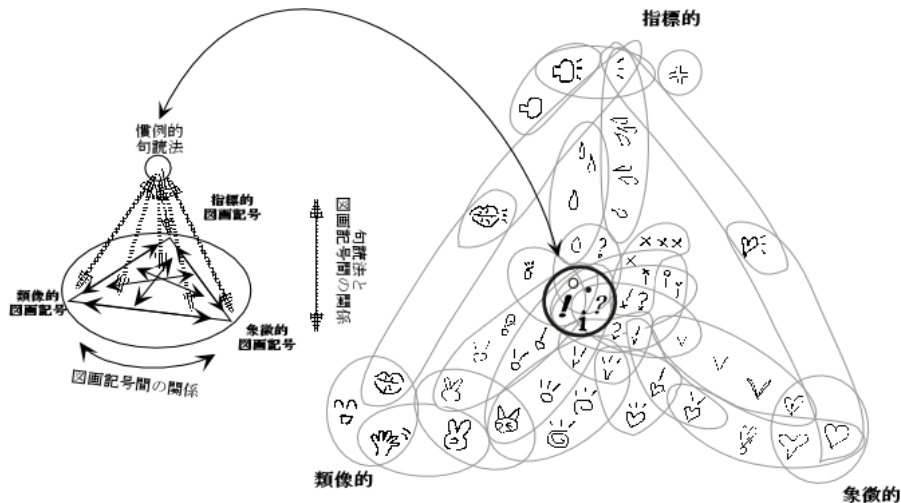 指標的
慣例的
句読法
指標的
図画記号
句読法と
図画記号間の関係
類像的
図画記号
象徴的
図画記号
図画記号間の関係
! ; ?
i
類像的
象徴的